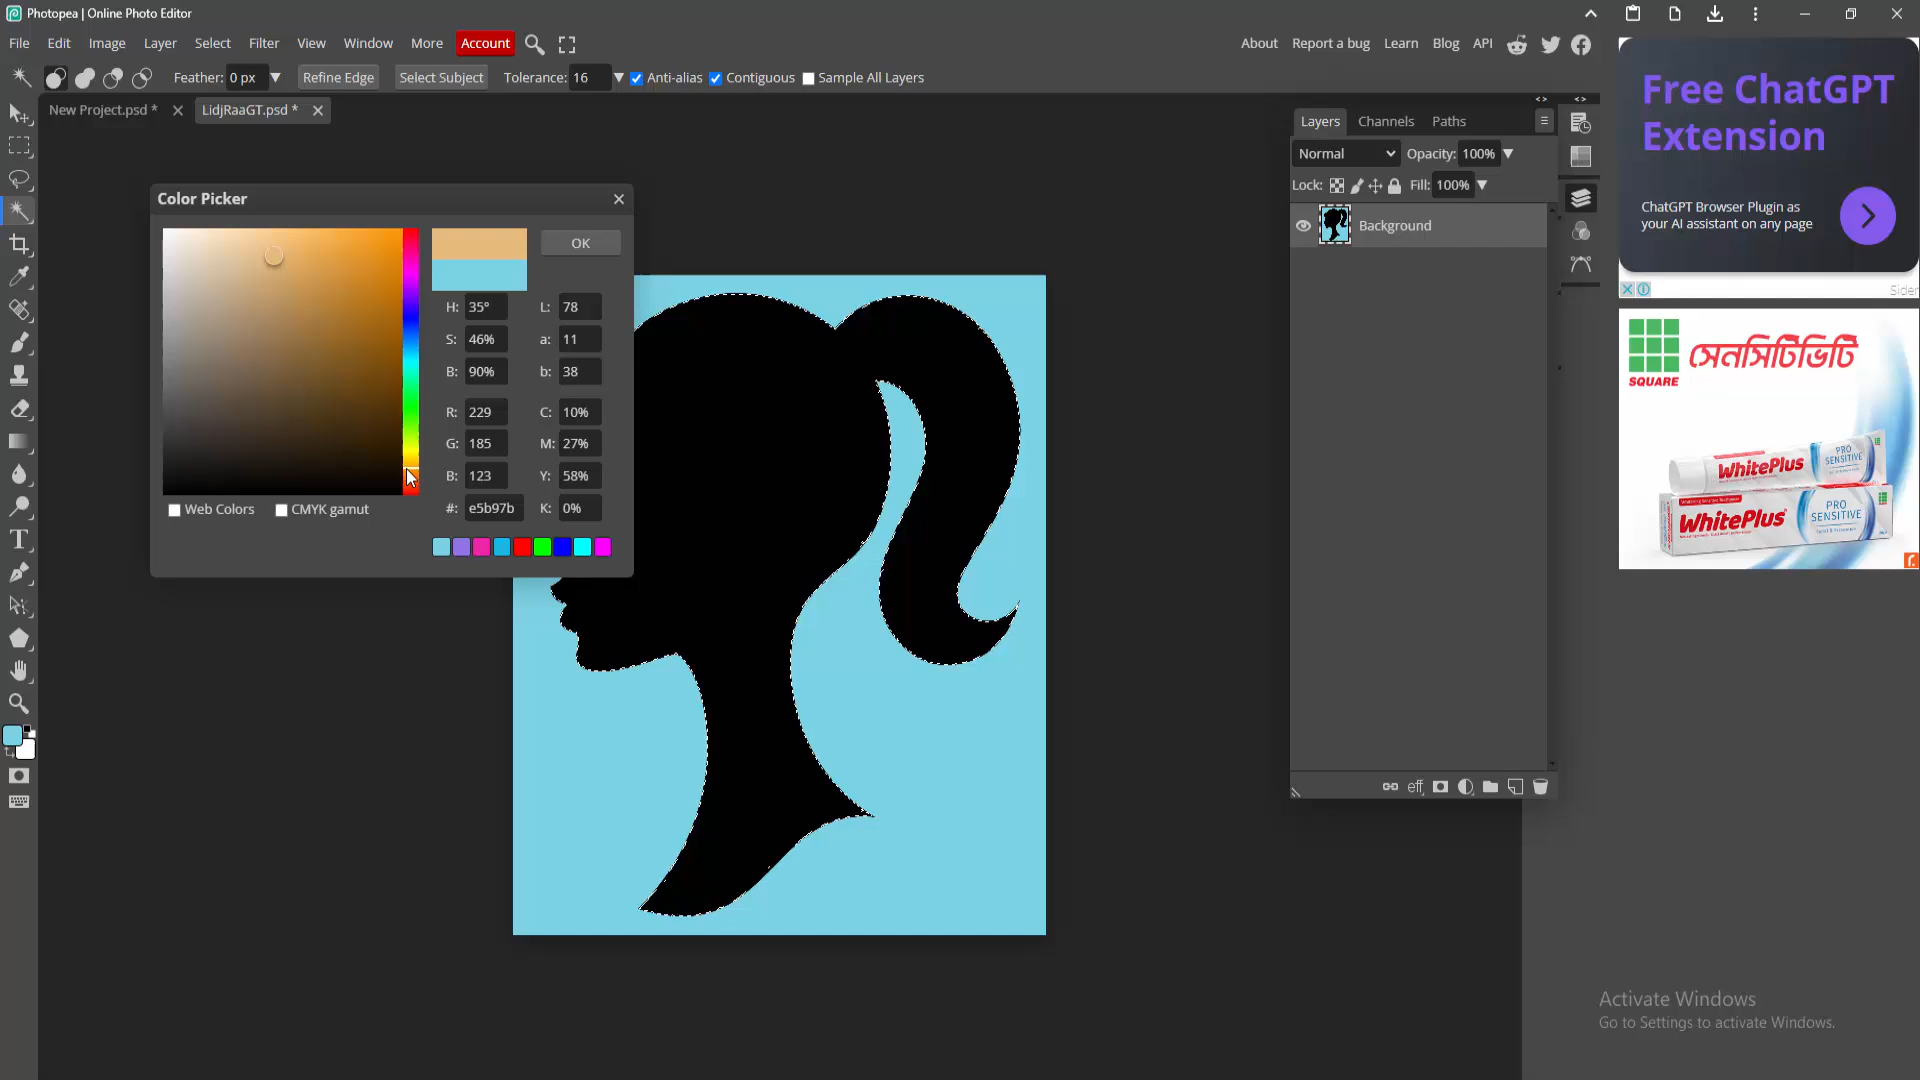 Photopea | Online Photo Editor
File Edit Image Layer Select Filter View Window More Account
About Report a bug Learn Blog API
Feather: 0 px Refine Edge Select Subject Tolerance: 16 Anti-alias Contiguous Sample All Layers
New Project.psd * LidjRaaGT.psd *
Color Picker
OK
H: 35° L: 78
S: 46% a: 11
B: 90% b: 38
R: 229 C: 10%
G: 185 M: 27%
B: 123 Y: 58%
#: e5b97b K: 0%
Web Colors CMYK gamut
Layers Channels Paths
Normal Opacity: 100%
Lock: Fill: 100%
Background
eff
Free ChatGPT
Extension
ChatGPT Browser Plugin as
your AI assistant on any page
Sider
SQUARE
সেনসিটিভিটি
WhitePlus
PRO
SENSITIVE
WhitePlus
PRO
SENSITIVE
Activate Windows
Go to Settings to activate Windows.